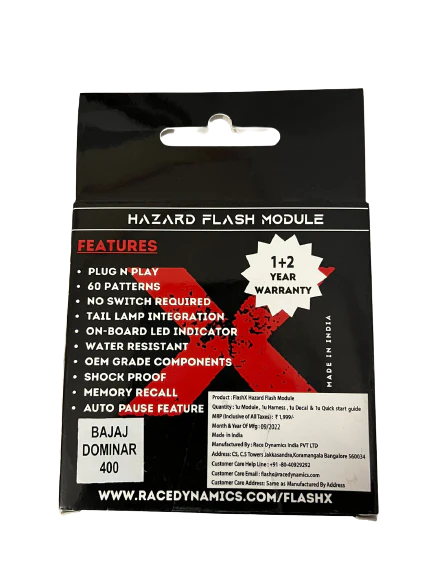 HAZARD FLASH MODULE
FEATURES
• PLUG N PLAY
• 60 PATTERNS
• NO SWITCH REQUIRED
• TAIL LAMP INTEGRATION
• ON-BOARD LED INDICATOR
• WATER RESISTANT
• OEM GRADE COMPONENTS
• SHOCK PROOF
• MEMORY RECALL
• AUTO PAUSE FEATURE
1+2
YEAR
WARRANTY
MADE IN INDIA
BAJAJ
DOMINAR
400
Product : FlashX Hazard Flash Module
Quantity : 1u Module, 1u Harness, 1u Decal & 1u Quick start guide
MRP (Inclusive of All Taxes) : ₹ 1,999/-
Month & Year Of Mfg : 09/2022
Made in India
Manufactured By : Race Dynamics India PVT LTD
Address: C5, C.S Towers Jakkasandra,Koramangala Bangalore 560034
Customer Care Help Line : +91 -80-40929292
Customer Care Email : flashx@racedynamics.com
Customer Care Address: Same as Manufactured By Address
WWW.RACEDYNAMICS.COM/FLASHX